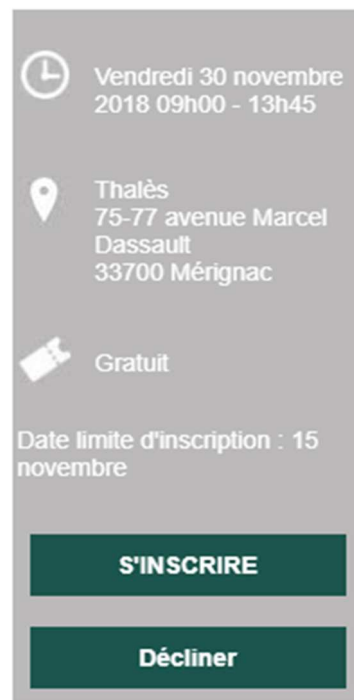 Vendredi 30 novembre
2018 09h00 - 13h45
Thalès
75-77 avenue Marcel
Dassault
33700 Mérignac
Gratuit
Date limite d'inscription : 15
novembre
S'INSCRIRE
Décliner